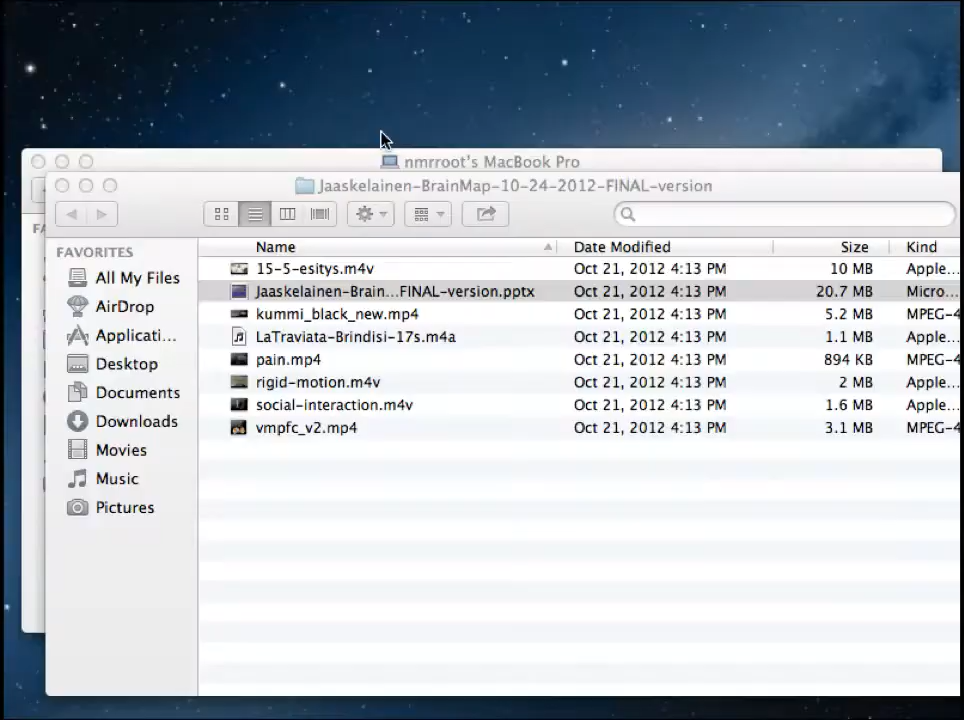 nmrroot's MacBook Pro
Jaaskelainen-BrainMap-10-24-2012-FINAL-version
FA
FAVORITES
All My Files
AirDrop
Applicati...
Desktop
Documents
Downloads
Movies
Music
Pictures
Name Date Modified Size Kind
15-5-esitys.m4v Oct 21, 2012 4:13 PM 10 MB Apple...
Jaaskelainen-Brain...FINAL-version.pptx Oct 21, 2012 4:13 PM 20.7 MB Micro...
kummi_black_new.mp4 Oct 21, 2012 4:13 PM 5.2 MB MPEG-4
LaTraviata-Brindisi-17s.m4a Oct 21, 2012 4:13 PM 1.1 MB Apple...
pain.mp4 Oct 21, 2012 4:13 PM 894 KB MPEG-4
rigid-motion.m4v Oct 21, 2012 4:13 PM 2 MB Apple...
social-interaction.m4v Oct 21, 2012 4:13 PM 1.6 MB Apple...
vmpfc_v2.mp4 Oct 21, 2012 4:13 PM 3.1 MB MPEG-4